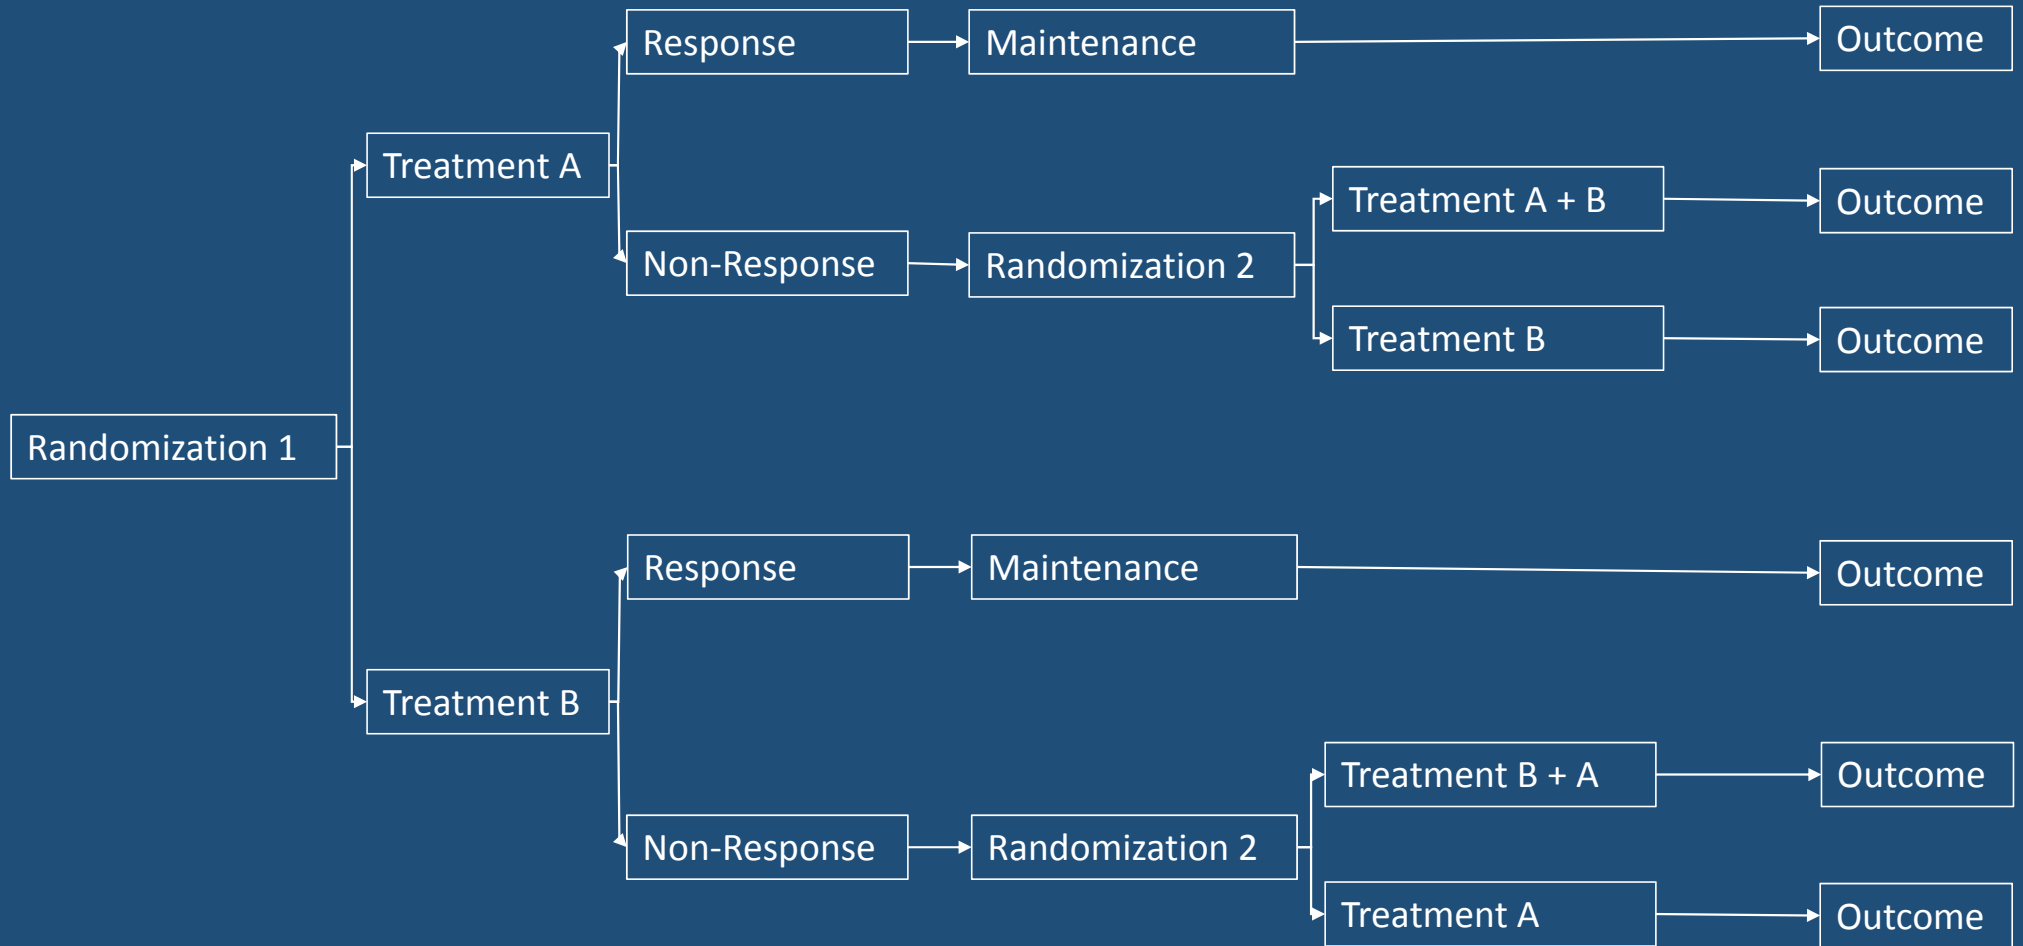 Response
Maintenance
Outcome
Treatment A
Treatment A + B
Outcome
Non-Response
Randomization 2
Treatment B
Outcome
Randomization 1
Response
Maintenance
Outcome
Treatment B
Treatment B + A
Outcome
Non-Response
Randomization 2
Treatment A
Outcome